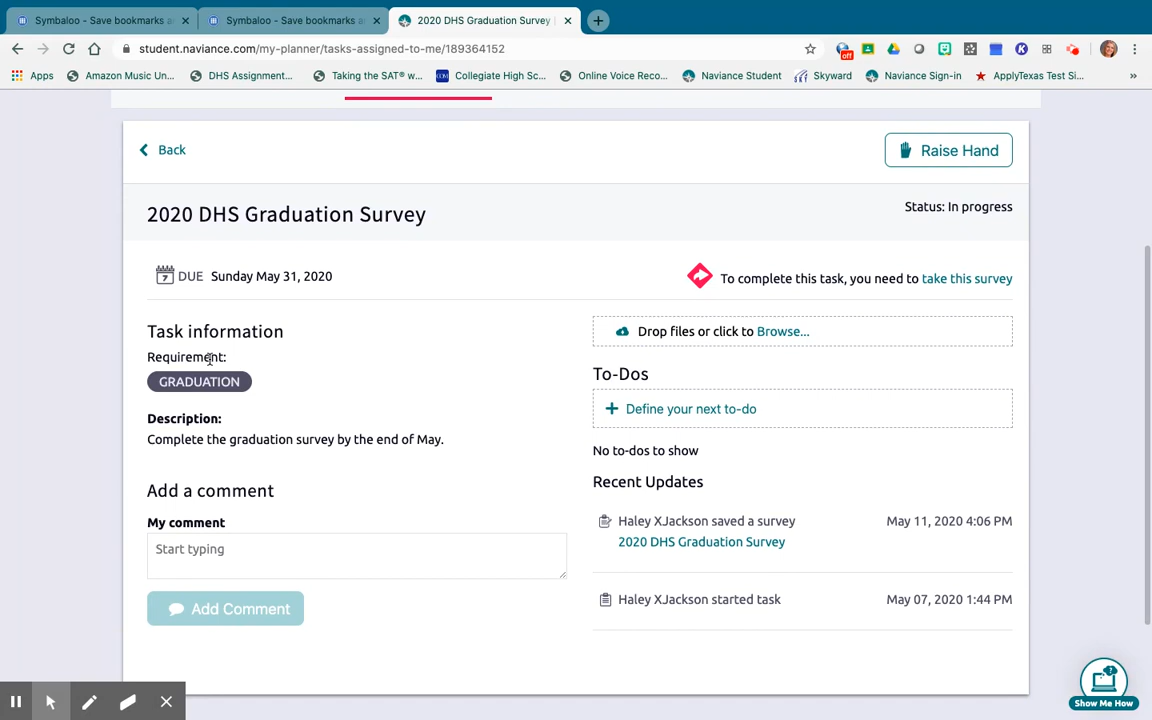 Symbaloo - Save bookmarks a
Symbaloo - Save bookmarks a
2020 DHS Graduation Survey
student.naviance.com/my-planner/tasks-assigned-to-me/189364152
off
Apps
Amazon Music Un...
DHS Assignment...
Taking the SAT® w...
Collegiate High Sc...
Online Voice Reco...
Naviance Student
Skyward
Naviance Sign-in
ApplyTexas Test Si...
»
Back
Raise Hand
2020 DHS Graduation Survey
Status: In progress
7 DUE Sunday May 31, 2020
To complete this task, you need to take this survey
Task information
Requirement:
GRADUATION
Description:
Complete the graduation survey by the end of May.
Add a comment
My comment
Start typing
Add Comment
Drop files or click to Browse...
To-Dos
+ Define your next to-do
No to-dos to show
Recent Updates
Haley XJackson saved a survey
May 11, 2020 4:06 PM
2020 DHS Graduation Survey
Haley XJackson started task
May 07, 2020 1:44 PM
Show Me How